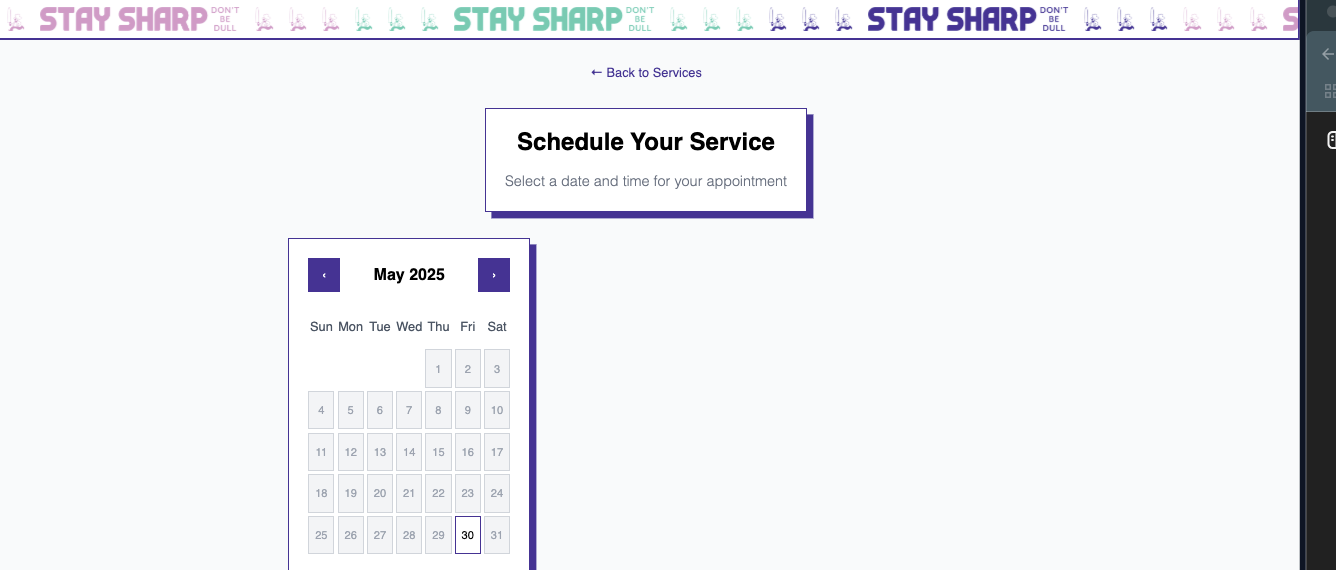 STAY SHARP DON'T BE DULL STAY SHARP DON'T BE DULL STAY SHARP DON'T BE DULL S
← Back to Services
Schedule Your Service
Select a date and time for your appointment
‹ May 2025 ›
Sun Mon Tue Wed Thu Fri Sat
1 2 3
4 5 6 7 8 9 10
11 12 13 14 15 16 17
18 19 20 21 22 23 24
25 26 27 28 29 30 31